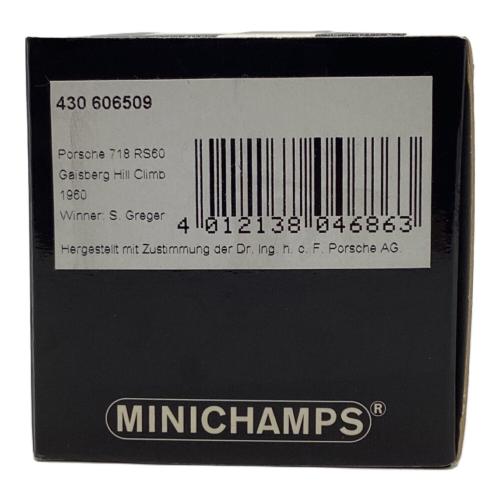 430 606509
Porsche 718 RS60
Gaisberg Hill Climb
1960
Winner: S. Greger
4 012138 046863
Hergestellt mit Zustimmung der Dr. Ing. h. c. F. Porsche AG.
MINICHAMPS®